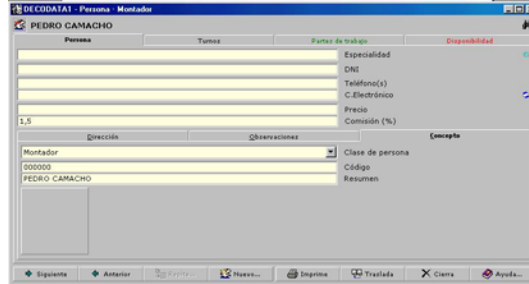 DECODATA1 - Persona - Montador
PEDRO CAMACHO
Persona Turnos Partes de trabajo Disponibilidad
Especialidad
DNI
Teléfono(s)
C.Electrónico
Precio
1,5 Comisión (%)
Dirección Observaciones Concepto
Montador Clase de persona
000000 Código
PEDRO CAMACHO Resumen
Siguiente Anterior Nuevo... Imprime Traslada Cierra Ayuda...